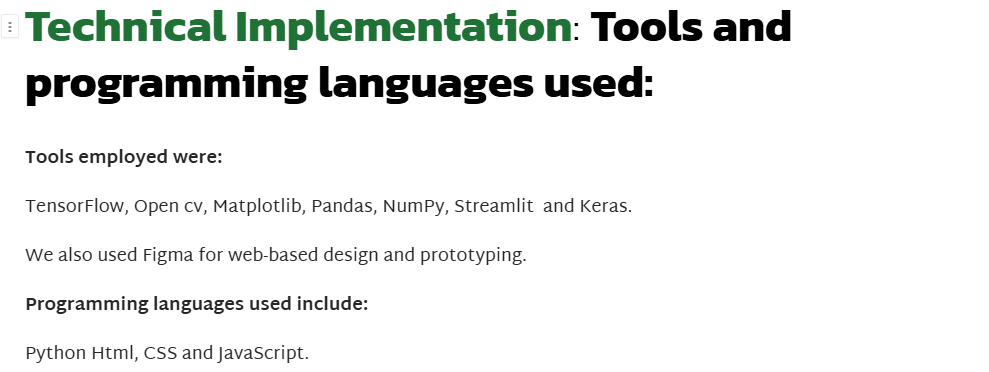 Technical Implementation: Tools and
programming languages used:
Tools employed were:
TensorFlow, Open cv, Matplotlib, Pandas, NumPy, Streamlit  and Keras.
We also used Figma for web-based design and prototyping.
Programming languages used include:
Python Html, CSS and JavaScript.